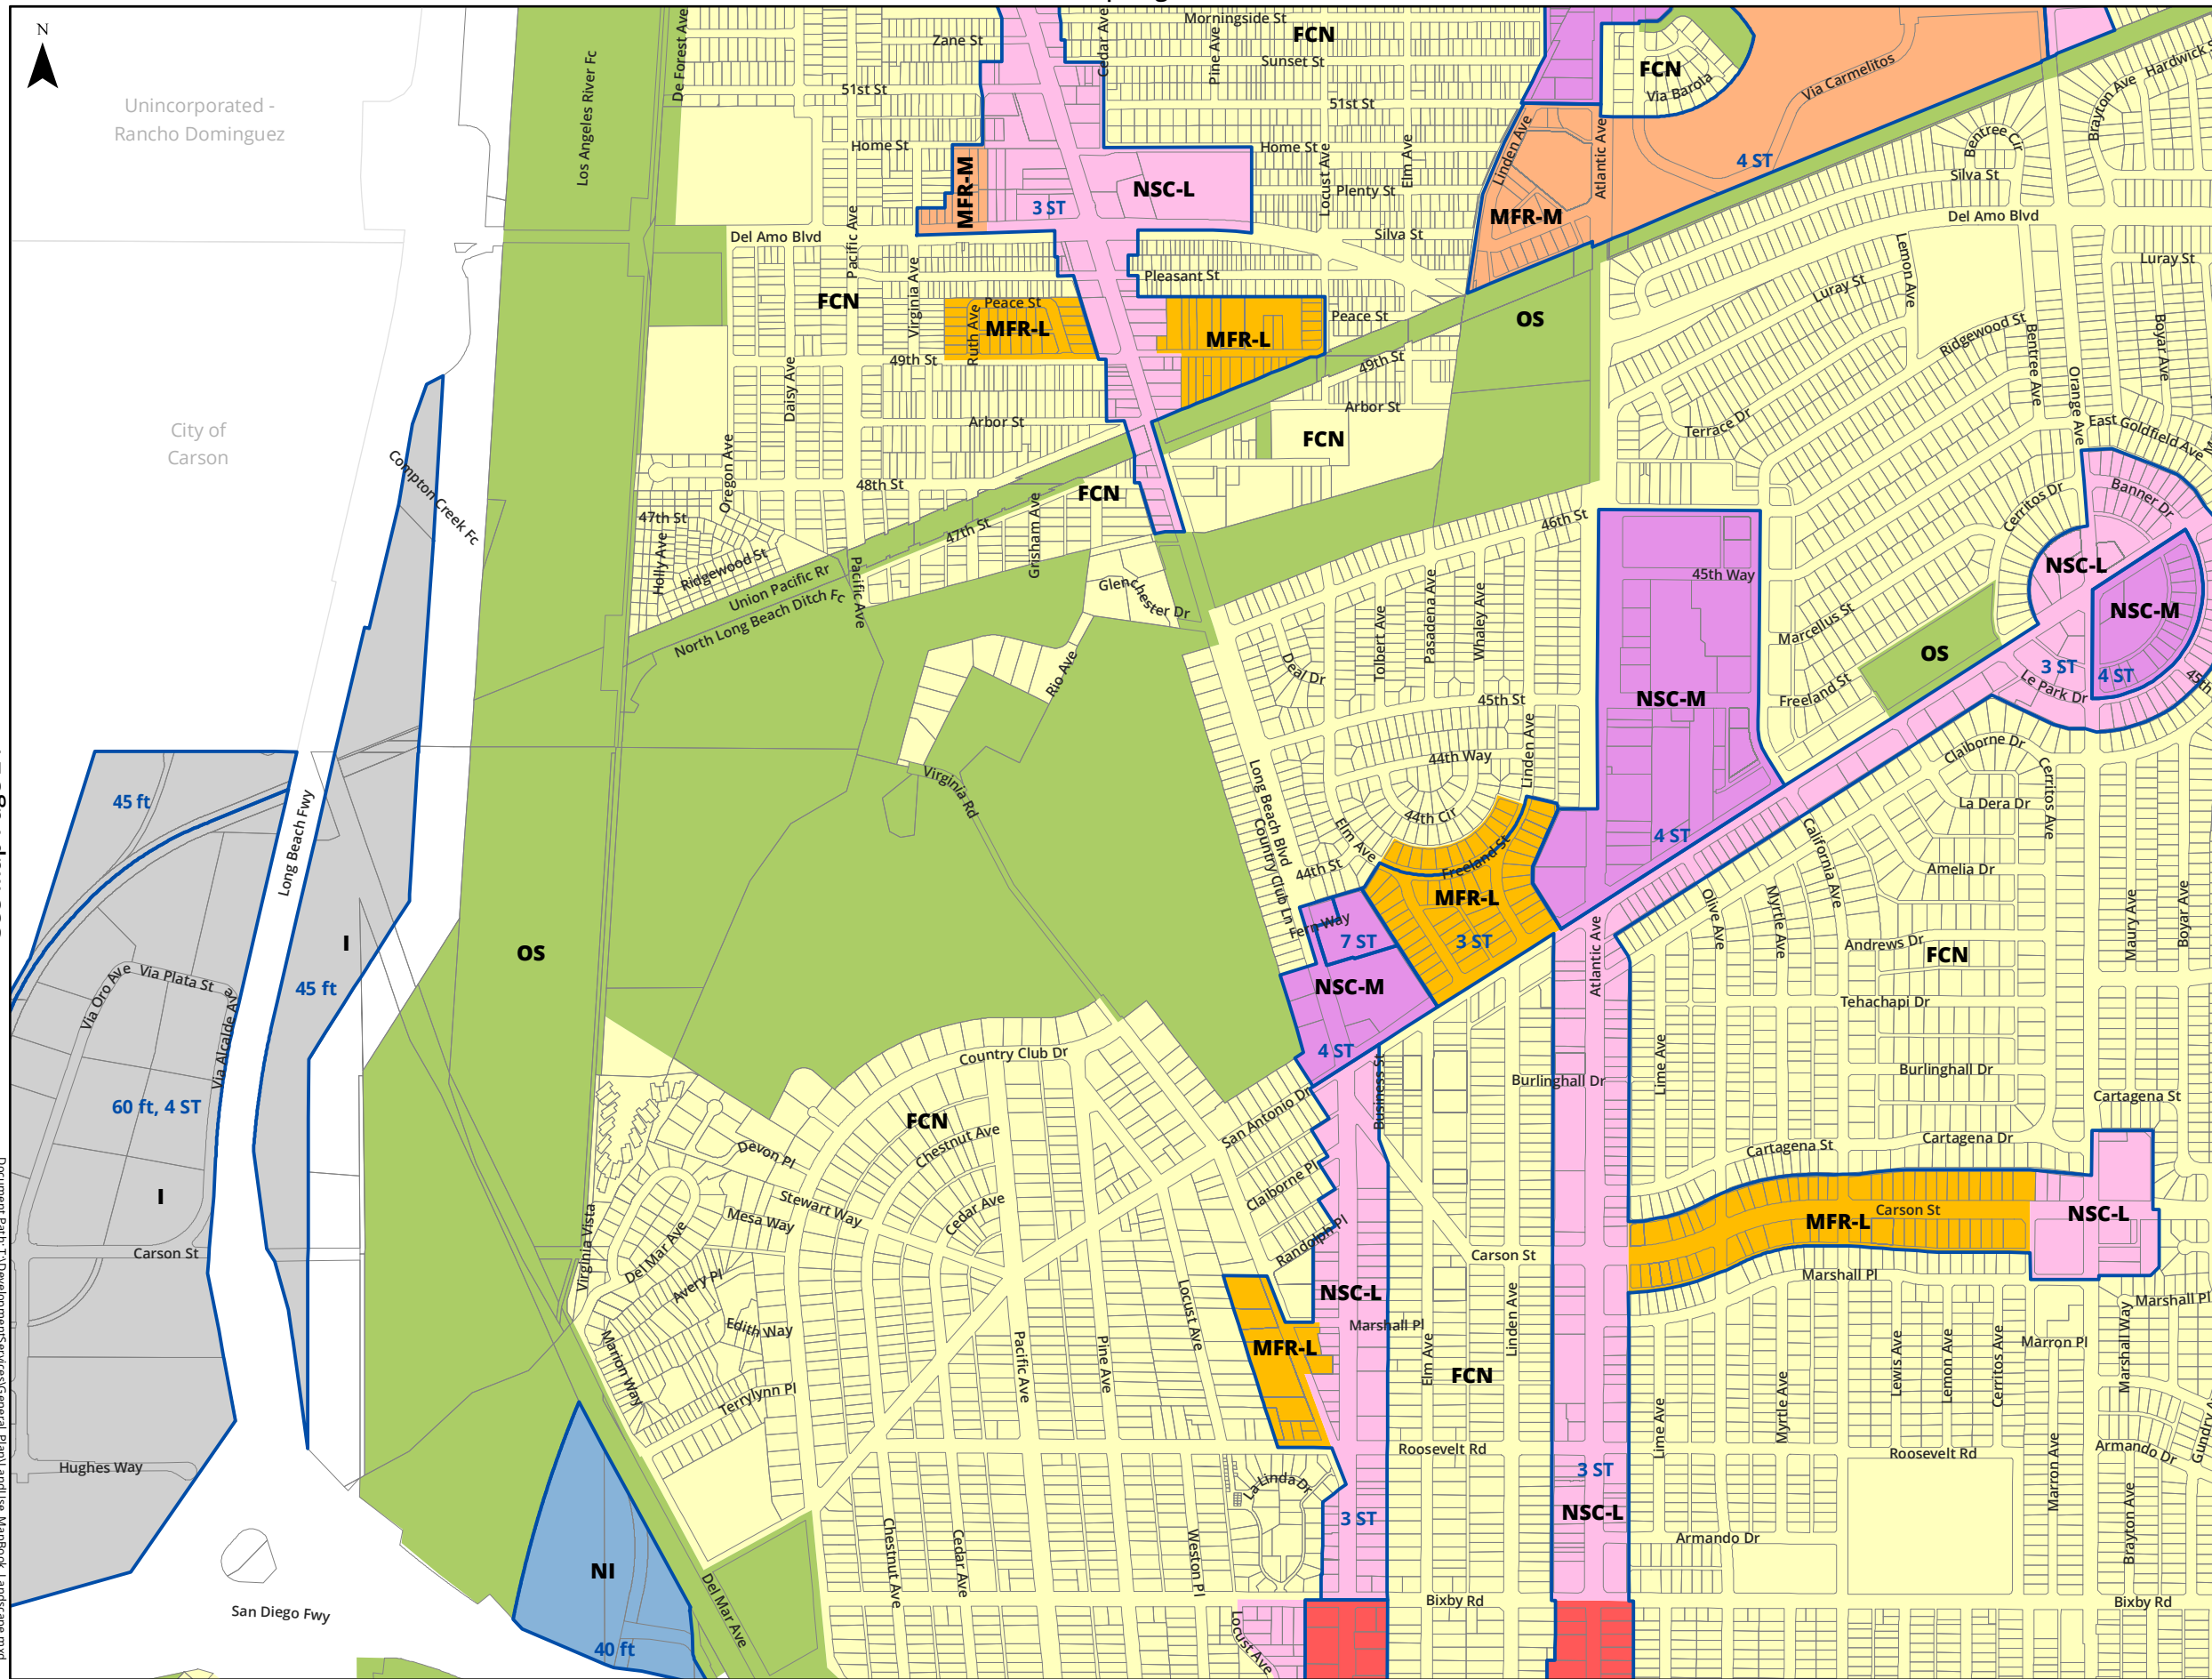 N
Unincorporated -
Rancho Dominguez
City of
Carson
Compton Creek Fc
Long Beach Fwy
45 ft
I
45 ft
Via Oro Ave
Via Plata St
Via Alcalde Ave
60 ft, 4 ST
I
Carson St
Hughes Way
San Diego Fwy
Los Angeles River Fc
De Forest Ave
OS
NI
40 ft
Zane St
51st St
Home St
Morningside St
Sunset St
51st St
Home St
Plenty St
Silva St
Cedar Ave
Pine Ave
FCN
Locust Ave
Elm Ave
MFR-M
3 ST
NSC-L
Del Amo Blvd
Pacific Ave
Virginia Ave
Pleasant St
FCN
Peace St
MFR-L
Ruth Ave
49th St
MFR-L
Peace St
49th St
Daisy Ave
Arbor St
Arbor St
FCN
Oregon Ave
48th St
FCN
47th St
47th St
Holly Ave
Ridgewood St
Grisham Ave
Union Pacific Rr
North Long Beach Ditch Fc
Pacific Ave
Glenchester Dr
Rio Ave
Virginia Rd
FCN
Via Barola
Via Carmelitos
4 ST
Linden Ave
Atlantic Ave
MFR-M
OS
Hardwick S
Brayton Ave
Bentree Cir
Silva St
Del Amo Blvd
Lemon Ave
Luray St
Luray St
Ridgewood St
Bentree Ave
Orange Ave
Boyar Ave
Terrace Dr
East Goldfield Ave
Banner Dr
Cerritos Dr
NSC-L
NSC-M
3 ST
4 ST
Le Park Dr
45th
46th St
45th Way
Marcellus St
OS
Freeland St
NSC-M
4 ST
Tolbert Ave
Pasadena Ave
Whaley Ave
Deal Dr
45th St
Linden Ave
44th Way
44th Cir
Long Beach Blvd
Country Club Ln
Elm Ave
44th St
Freeland St
MFR-L
3 ST
Fern Way
7 ST
NSC-M
4 ST
Claiborne Dr
La Dera Dr
Cerritos Ave
California Ave
Amelia Dr
Olive Ave
Myrtle Ave
Andrews Dr
FCN
Maury Ave
Boyar Ave
Tehachapi Dr
Atlantic Ave
Lime Ave
Burlinghall Dr
Burlinghall Dr
Cartagena St
Cartagena Dr
Cartagena St
MFR-L
Carson St
NSC-L
Marshall Pl
Marshall Pl
Country Club Dr
FCN
Chestnut Ave
Devon Pl
Stewart Way
Mesa Way
Cedar Ave
Virginia Vista
Del Mar Ave
Avery Pl
Edith Way
Marion Way
Terrylynn Pl
San Antonio Dr
Claiborne Pl
Randolph Pl
Business St
Carson St
NSC-L
Marshall Pl
MFR-L
Locust Ave
Pacific Ave
Pine Ave
Elm Ave
Linden Ave
FCN
Roosevelt Rd
La Linda Dr
3 ST
3 ST
NSC-L
Lime Ave
Myrtle Ave
Lewis Ave
Lemon Ave
Cerritos Ave
Marron Pl
Marshall Way
Roosevelt Rd
Marron Ave
Armando Dr
Gundry A
Armando Dr
Brayton Ave
Bixby Rd
Bixby Rd
Chestnut Ave
Cedar Ave
Weston Pl
Locust Ave
Del Mar Ave